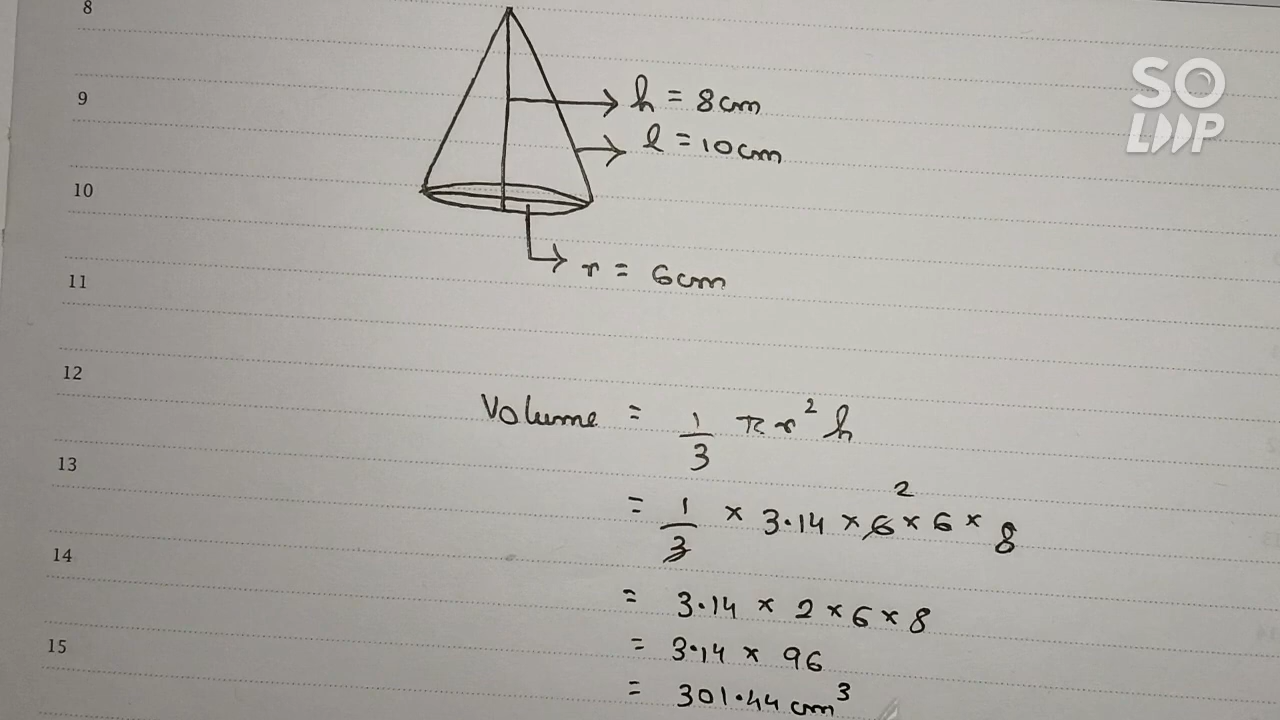 8
SO
LOOP
9
h = 8cm
l = 10cm
10
r = 6cm
11
12
Volume = 1/3 πr² h
13
= 1/3 × 3.14 × 6 × 6 × 8
2
14
= 3.14 × 2 × 6 × 8
15
= 3.14 × 96
= 301.44 cm³